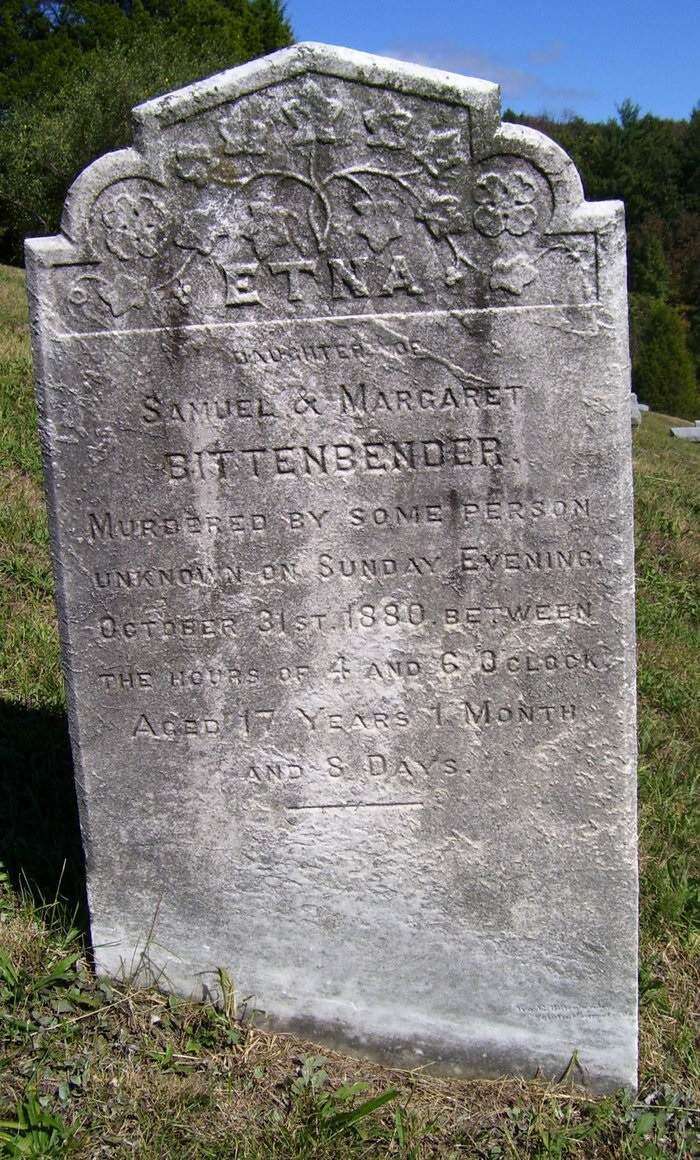 ETNA
DAUGHTER OF
SAMUEL & MARGARET
BITTENBENDER.
MURDERED BY SOME PERSON
UNKNOWN ON SUNDAY EVENING,
OCTOBER 31ST. 1880. BETWEEN
THE HOURS OF 4 AND 6 OCLOCK
AGED 17 YEARS 1 MONTH
AND 8 DAYS.